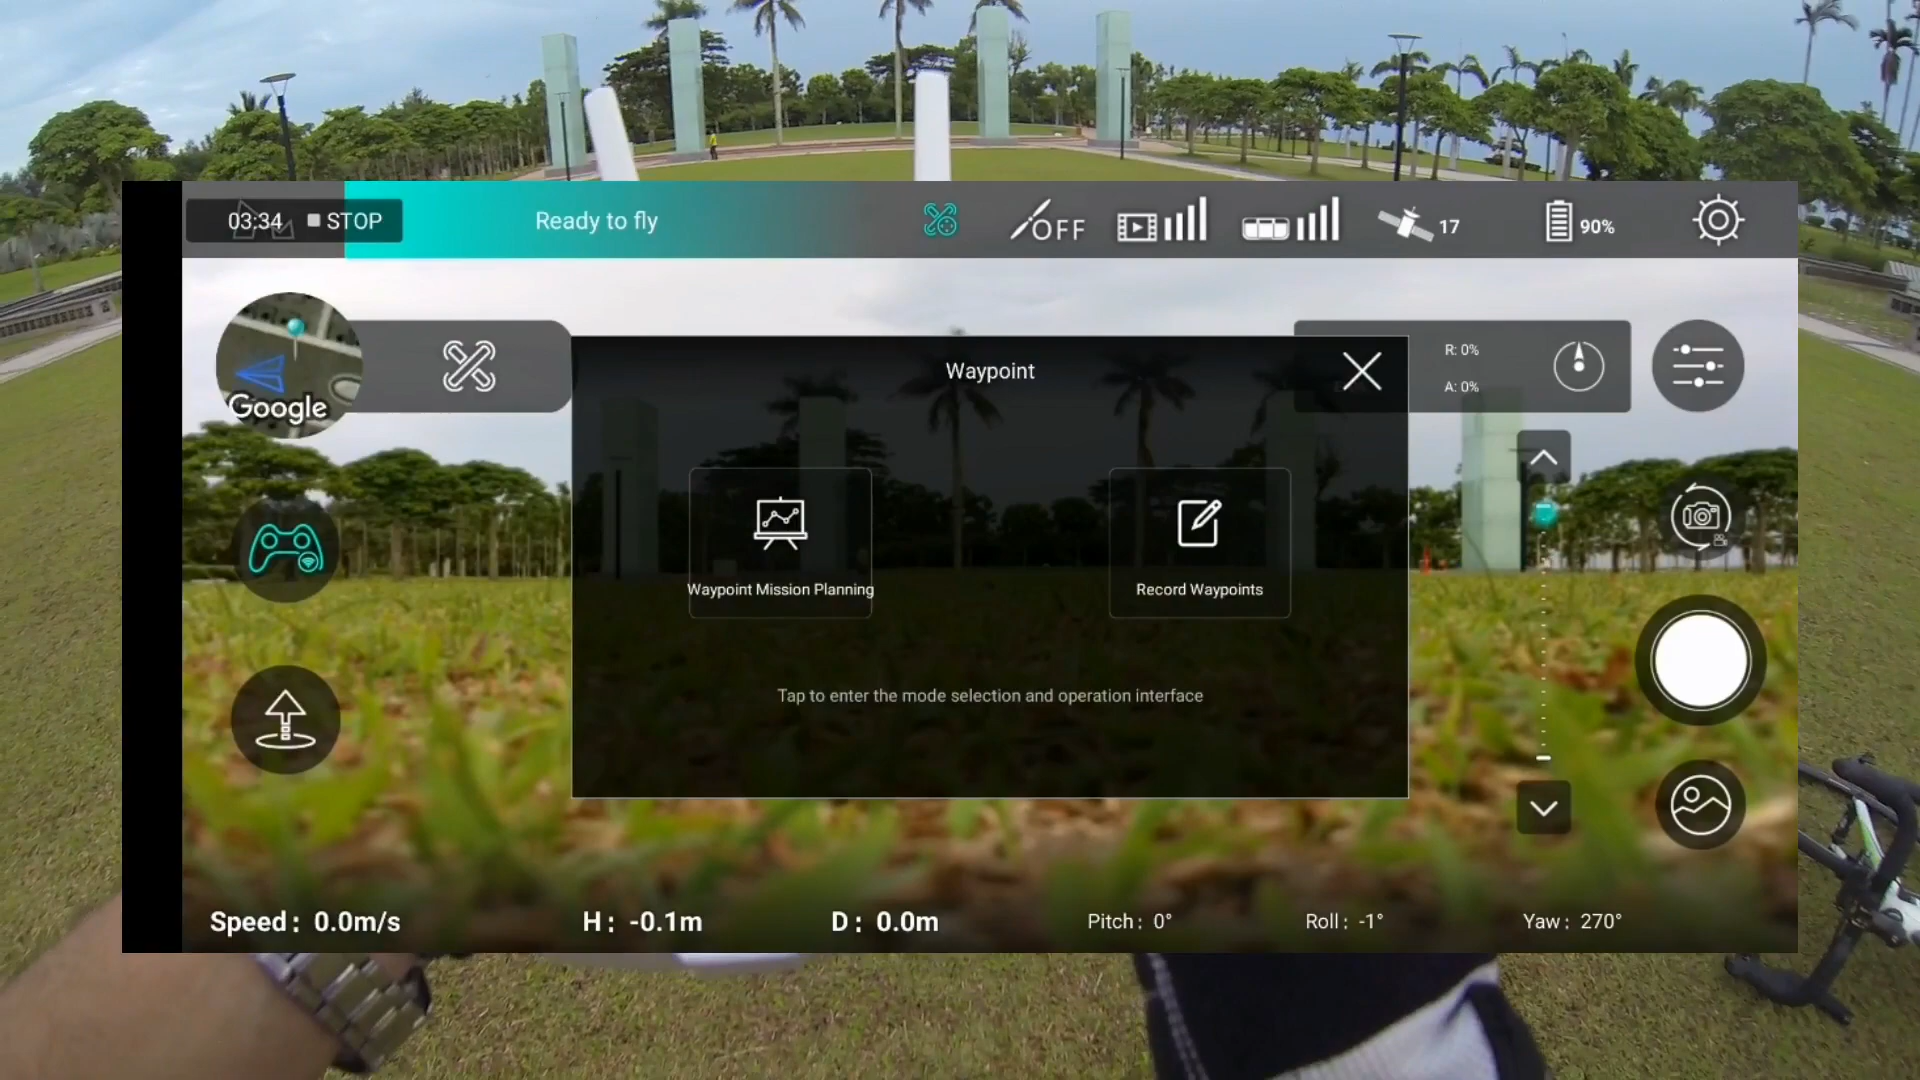 03:34 STOP
Ready to fly
OFF
17
90%
Google
Waypoint
R: 0%
A: 0%
Waypoint Mission Planning
Record Waypoints
Tap to enter the mode selection and operation interface
Speed: 0.0m/s
H: -0.1m
D: 0.0m
Pitch: 0°
Roll: -1°
Yaw: 270°